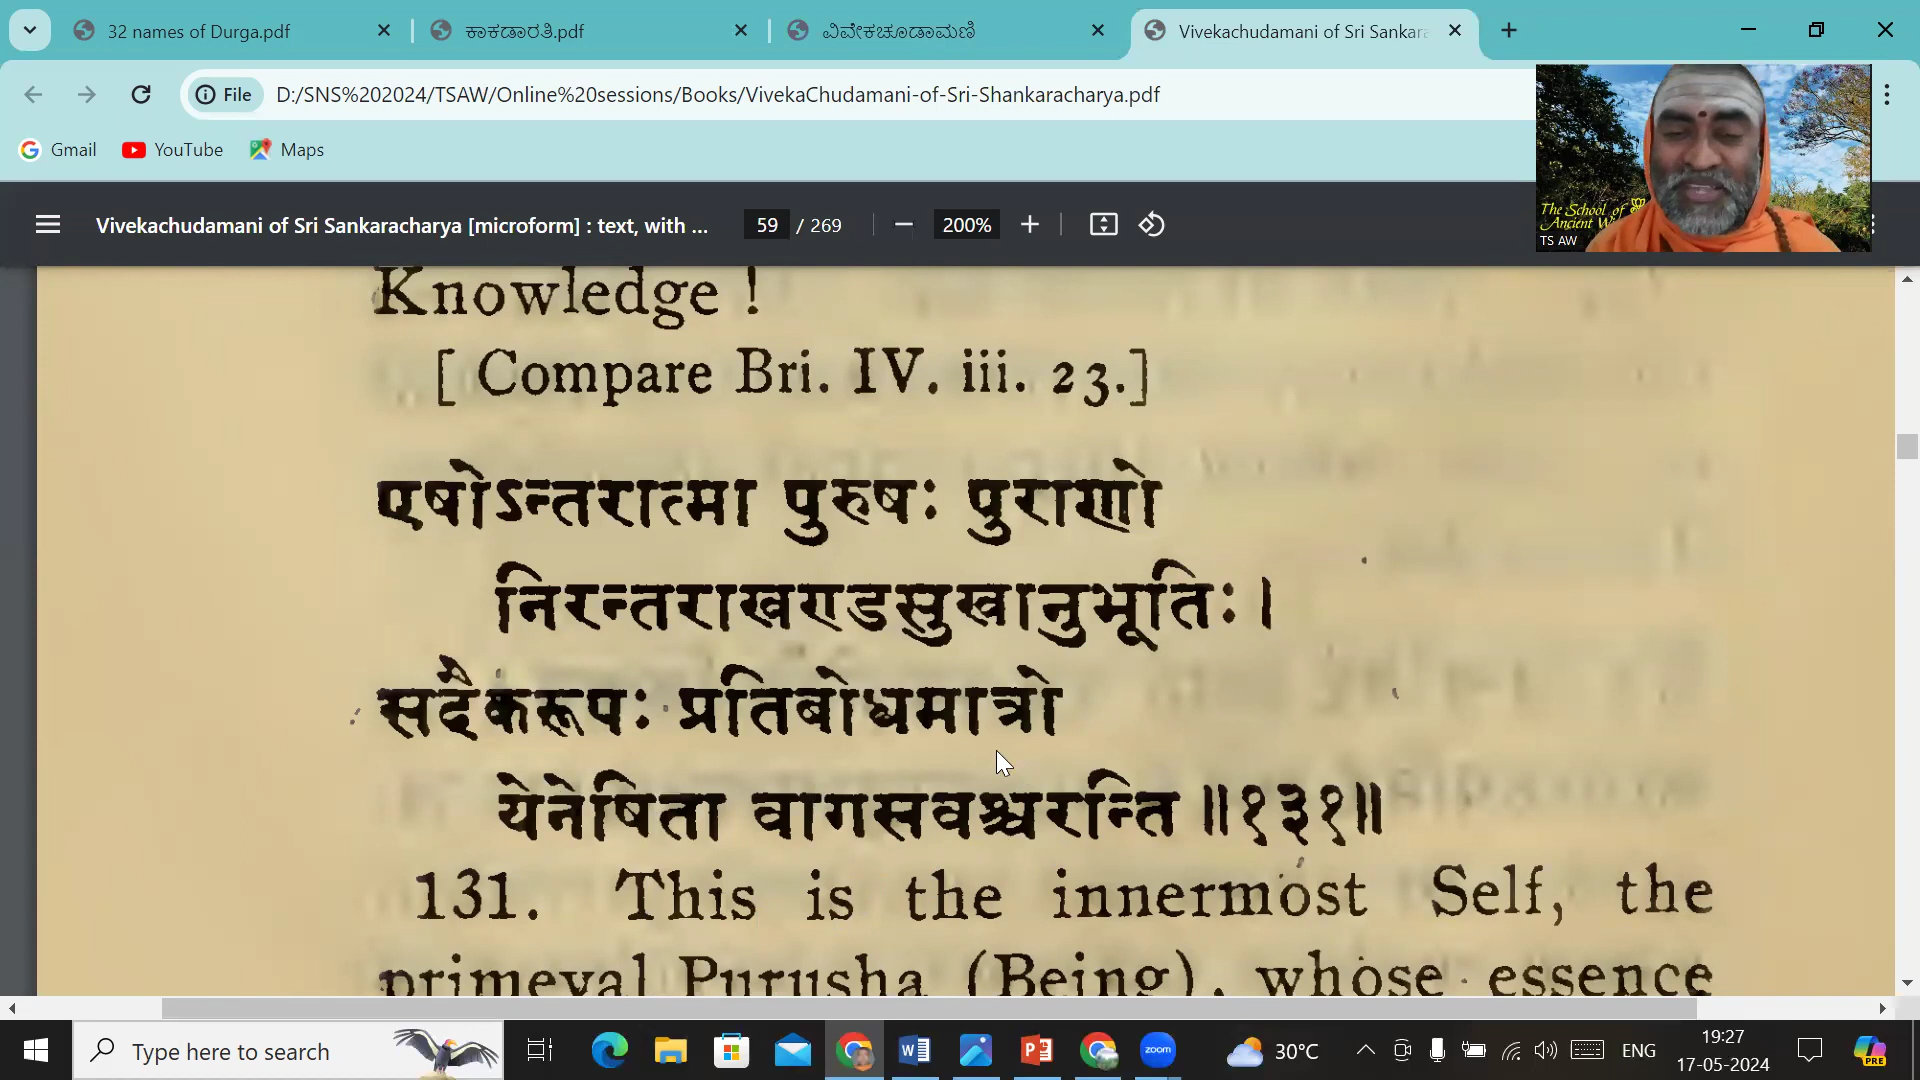 32 names of Durga.pdf
ಕಾಕಡಾರತಿ.pdf
ವಿವೇಕಚೂಡಾಮಣಿ
Vivekachudamani of Sri Sankara
File
D:/SNS%202024/TSAW/Online%20sessions/Books/VivekaChudamani-of-Sri-Shankaracharya.pdf
Gmail
YouTube
Maps
Vivekachudamani of Sri Sankaracharya [microform] : text, with ...
59 / 269
200%
The School of
Ancient
TS AW
Knowledge !
[ Compare Bri. IV. iii. 23.]
एषोऽन्तरात्मा पुरुषः पुराणो
निरन्तराखण्डसुखानुभूतिः ।
सदैकरूपः प्रतिबोधमात्रो
येनेषिता वागसवश्चरन्ति ॥१३१॥
131. This is the innermost Self, the
primeval Purusha (Being), whose essence
Type here to search
zoom
30°C
ENG
19:27
17-05-2024
PRE